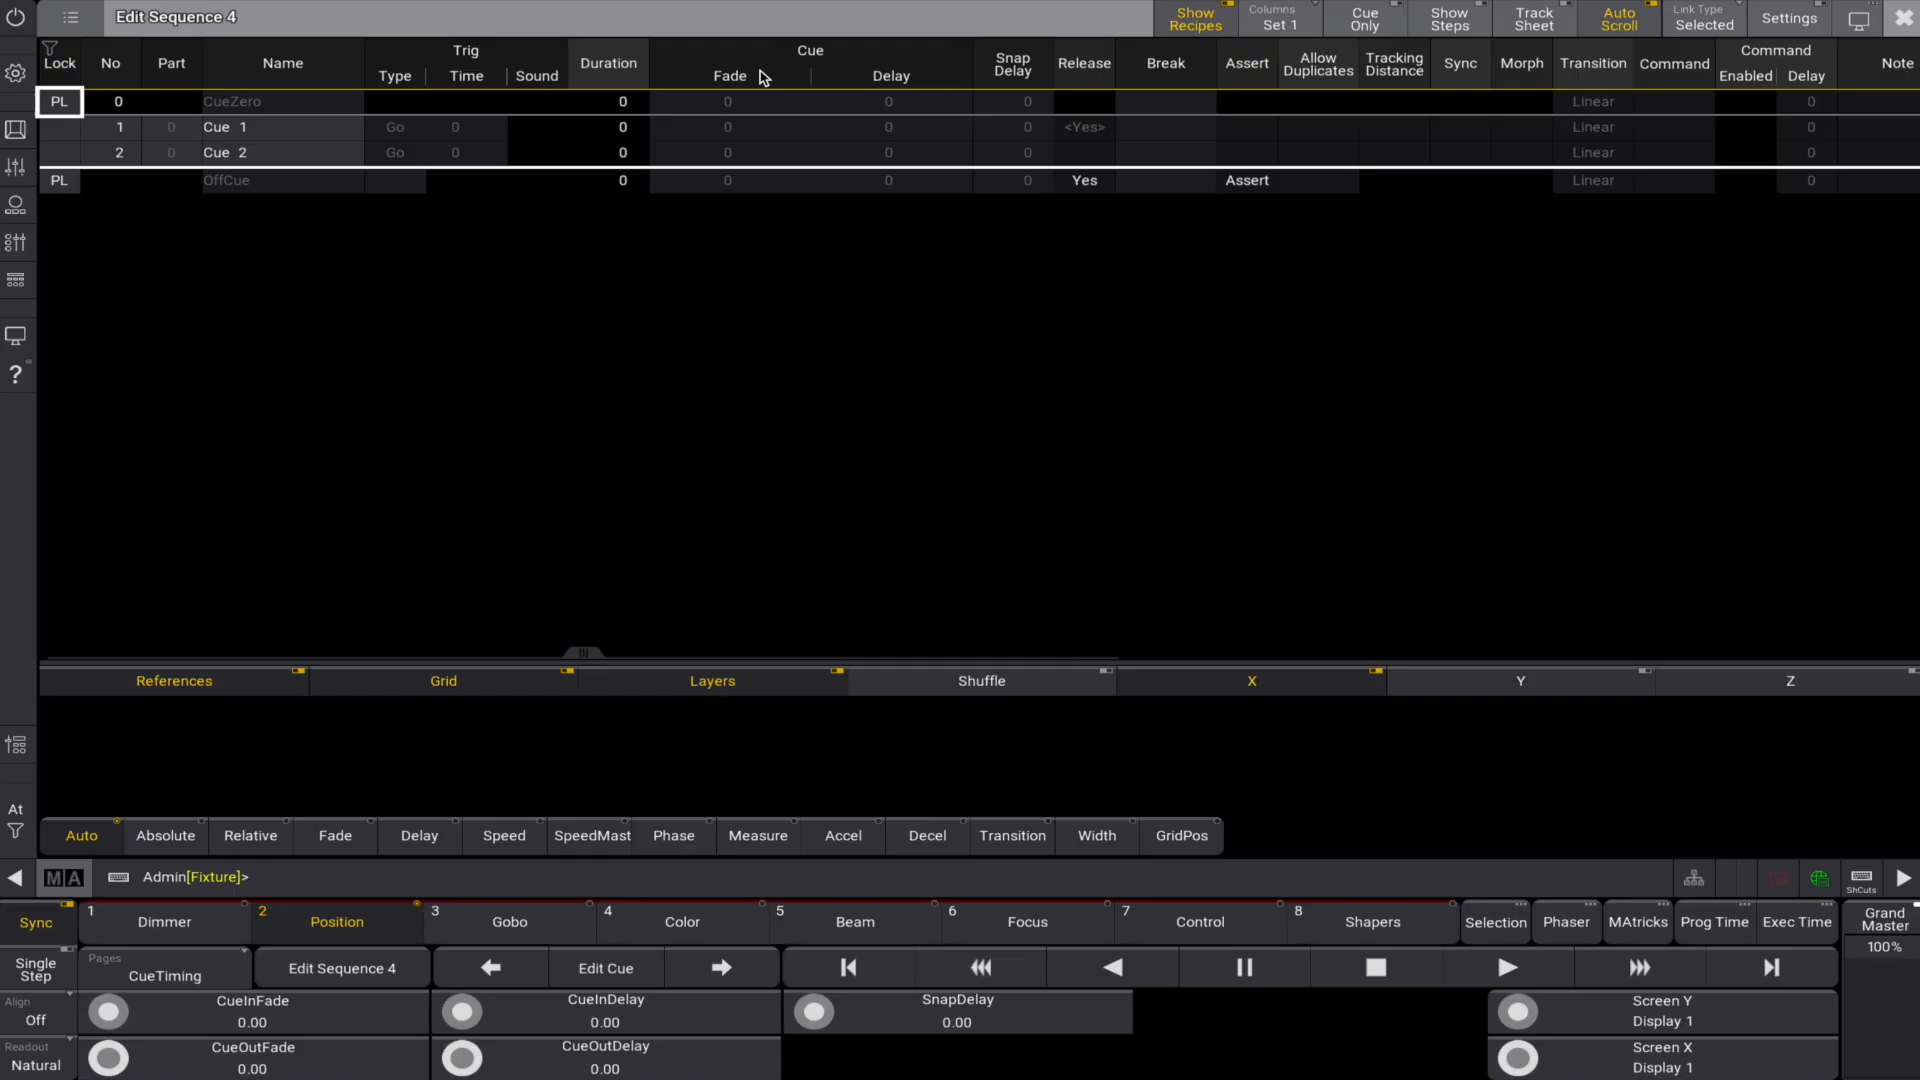 Edit Sequence 4
Show Recipes
Columns Set 1
Cue Only
Show Steps
Track Sheet
Auto Scroll
Link Type Selected
Settings
Lock No Part Name Trig Type Time Sound Duration Cue Fade Delay Snap Delay Release Break Assert Allow Duplicates Tracking Distance Sync Morph Transition Command Command Enabled Delay Note
PL 0 CueZero 0 0 0 0 Linear 0
1 0 Cue 1 Go 0 0 0 0 0 <Yes> Linear 0
2 0 Cue 2 Go 0 0 0 0 0 Linear 0
PL OffCue 0 0 0 0 Yes Assert Linear 0
References Grid Layers Shuffle X Y Z
?
At
Auto Absolute Relative Fade Delay Speed SpeedMast Phase Measure Accel Decel Transition Width GridPos
MA Admin[Fixture]>
ShCuts
Sync 1 Dimmer 2 Position 3 Gobo 4 Color 5 Beam 6 Focus 7 Control 8 Shapers Selection Phaser MAtricks Prog Time Exec Time Grand Master
100%
Single Step
Pages CueTiming
Edit Sequence 4
Edit Cue
Align Off
CueInFade 0.00
CueInDelay 0.00
SnapDelay 0.00
Screen Y Display 1
Readout Natural
CueOutFade 0.00
CueOutDelay 0.00
Screen X Display 1